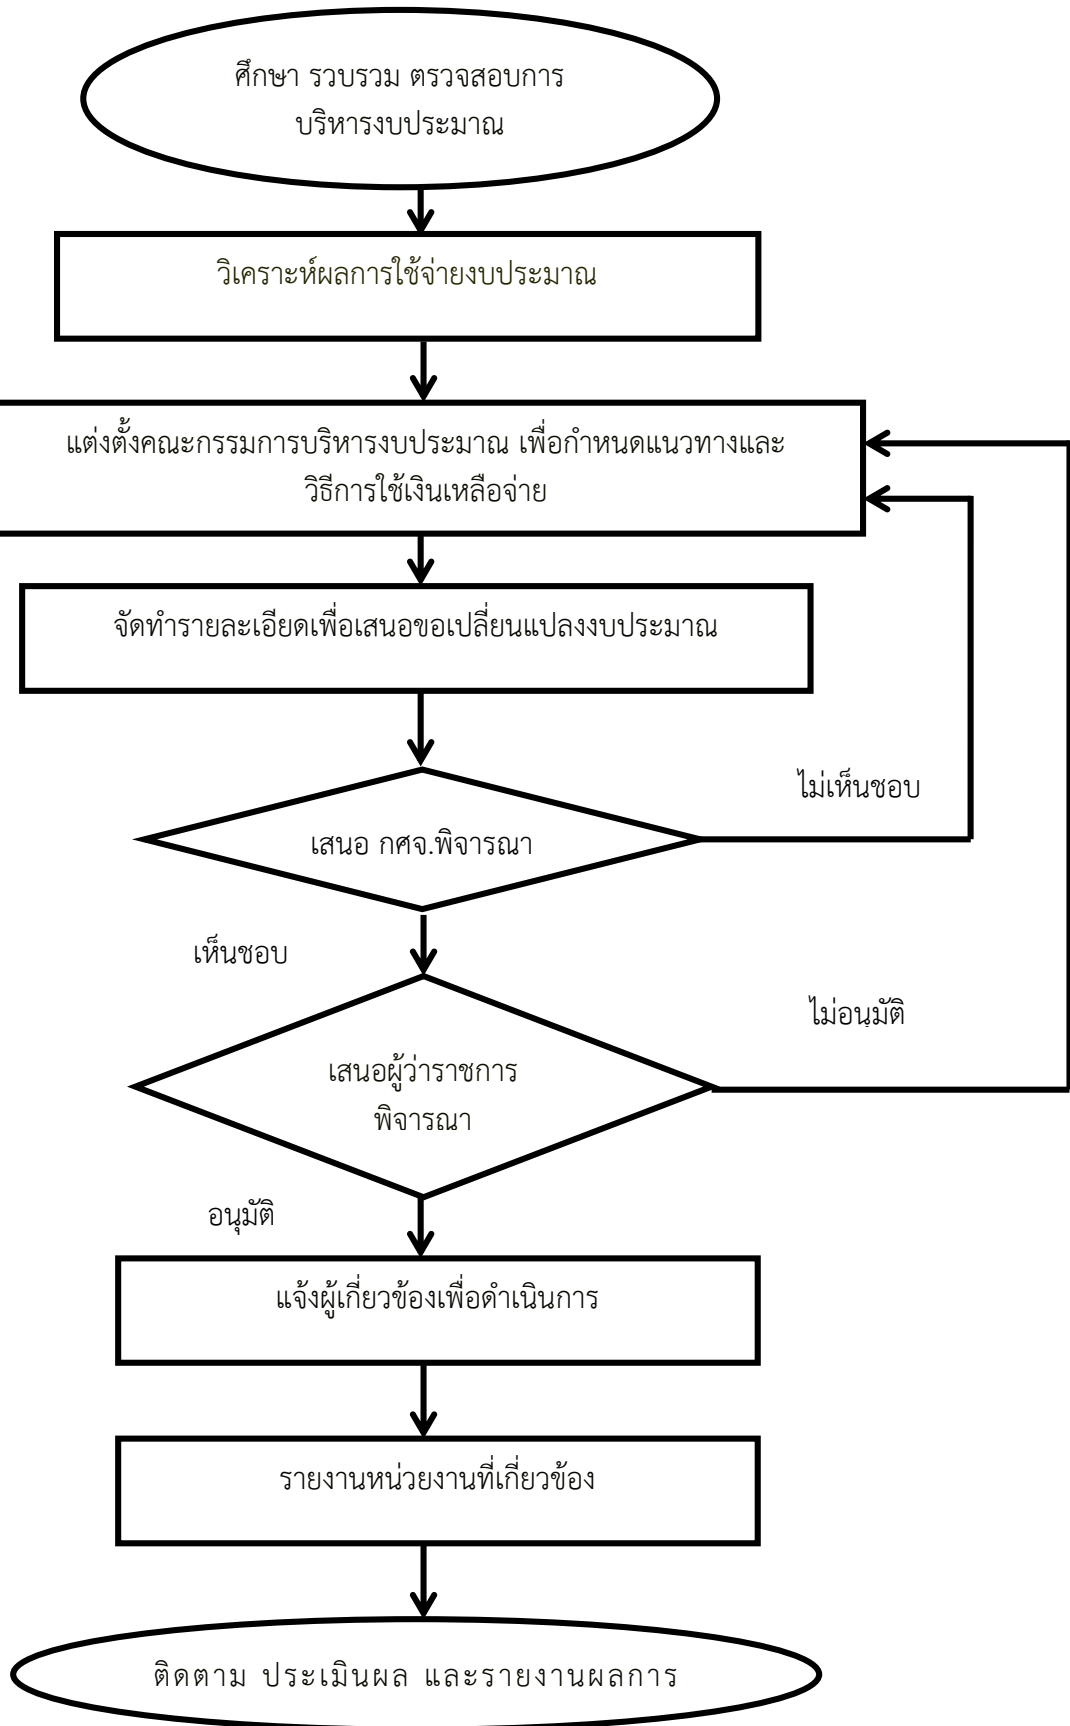 ศึกษา รวบรวม ตรวจสอบการ
บริหารงบประมาณ
วิเคราะห์ผลการใช้จ่ายงบประมาณ
แต่งตั้งคณะกรรมการบริหารงบประมาณ เพื่อกำหนดแนวทางและ
วิธีการใช้เงินเหลือจ่าย
จัดทำรายละเอียดเพื่อเสนอขอเปลี่ยนแปลงงบประมาณ
ไม่เห็นชอบ
เสนอ กศจ.พิจารณา
เห็นชอบ
ไม่อนุมัติ
เสนอผู้ว่าราชการ
พิจารณา
อนุมัติ
แจ้งผู้เกี่ยวข้องเพื่อดำเนินการ
รายงานหน่วยงานที่เกี่ยวข้อง
ติดตาม ประเมินผล และรายงานผลการ